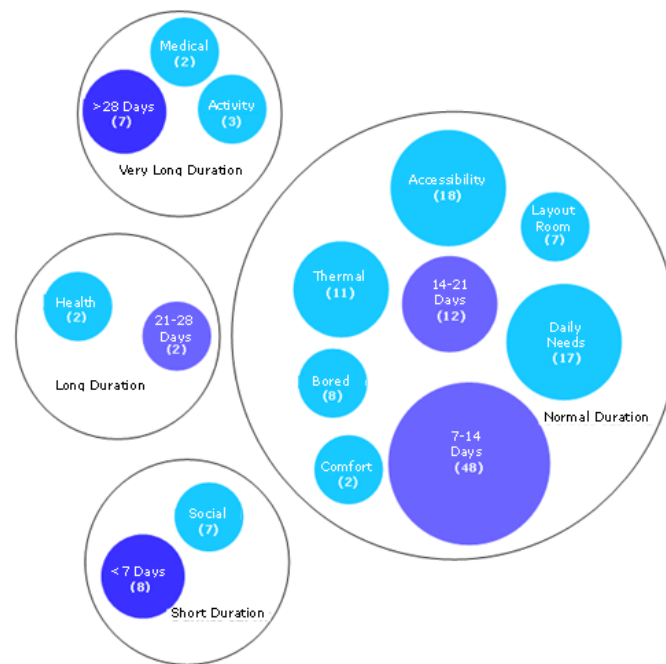 Medical
(2)
>28 Days
(7)
Activity
(3)
Very Long Duration
Accessibility
(18)
Layout
Room
(7)
Thermal
(11)
14-21
Days
(12)
Health
(2)
21-28
Days
(2)
Long Duration
Daily
Needs
(17)
Bored
(8)
Normal Duration
7-14
Days
(48)
Comfort
(2)
Social
(7)
< 7 Days
(8)
Short Duration